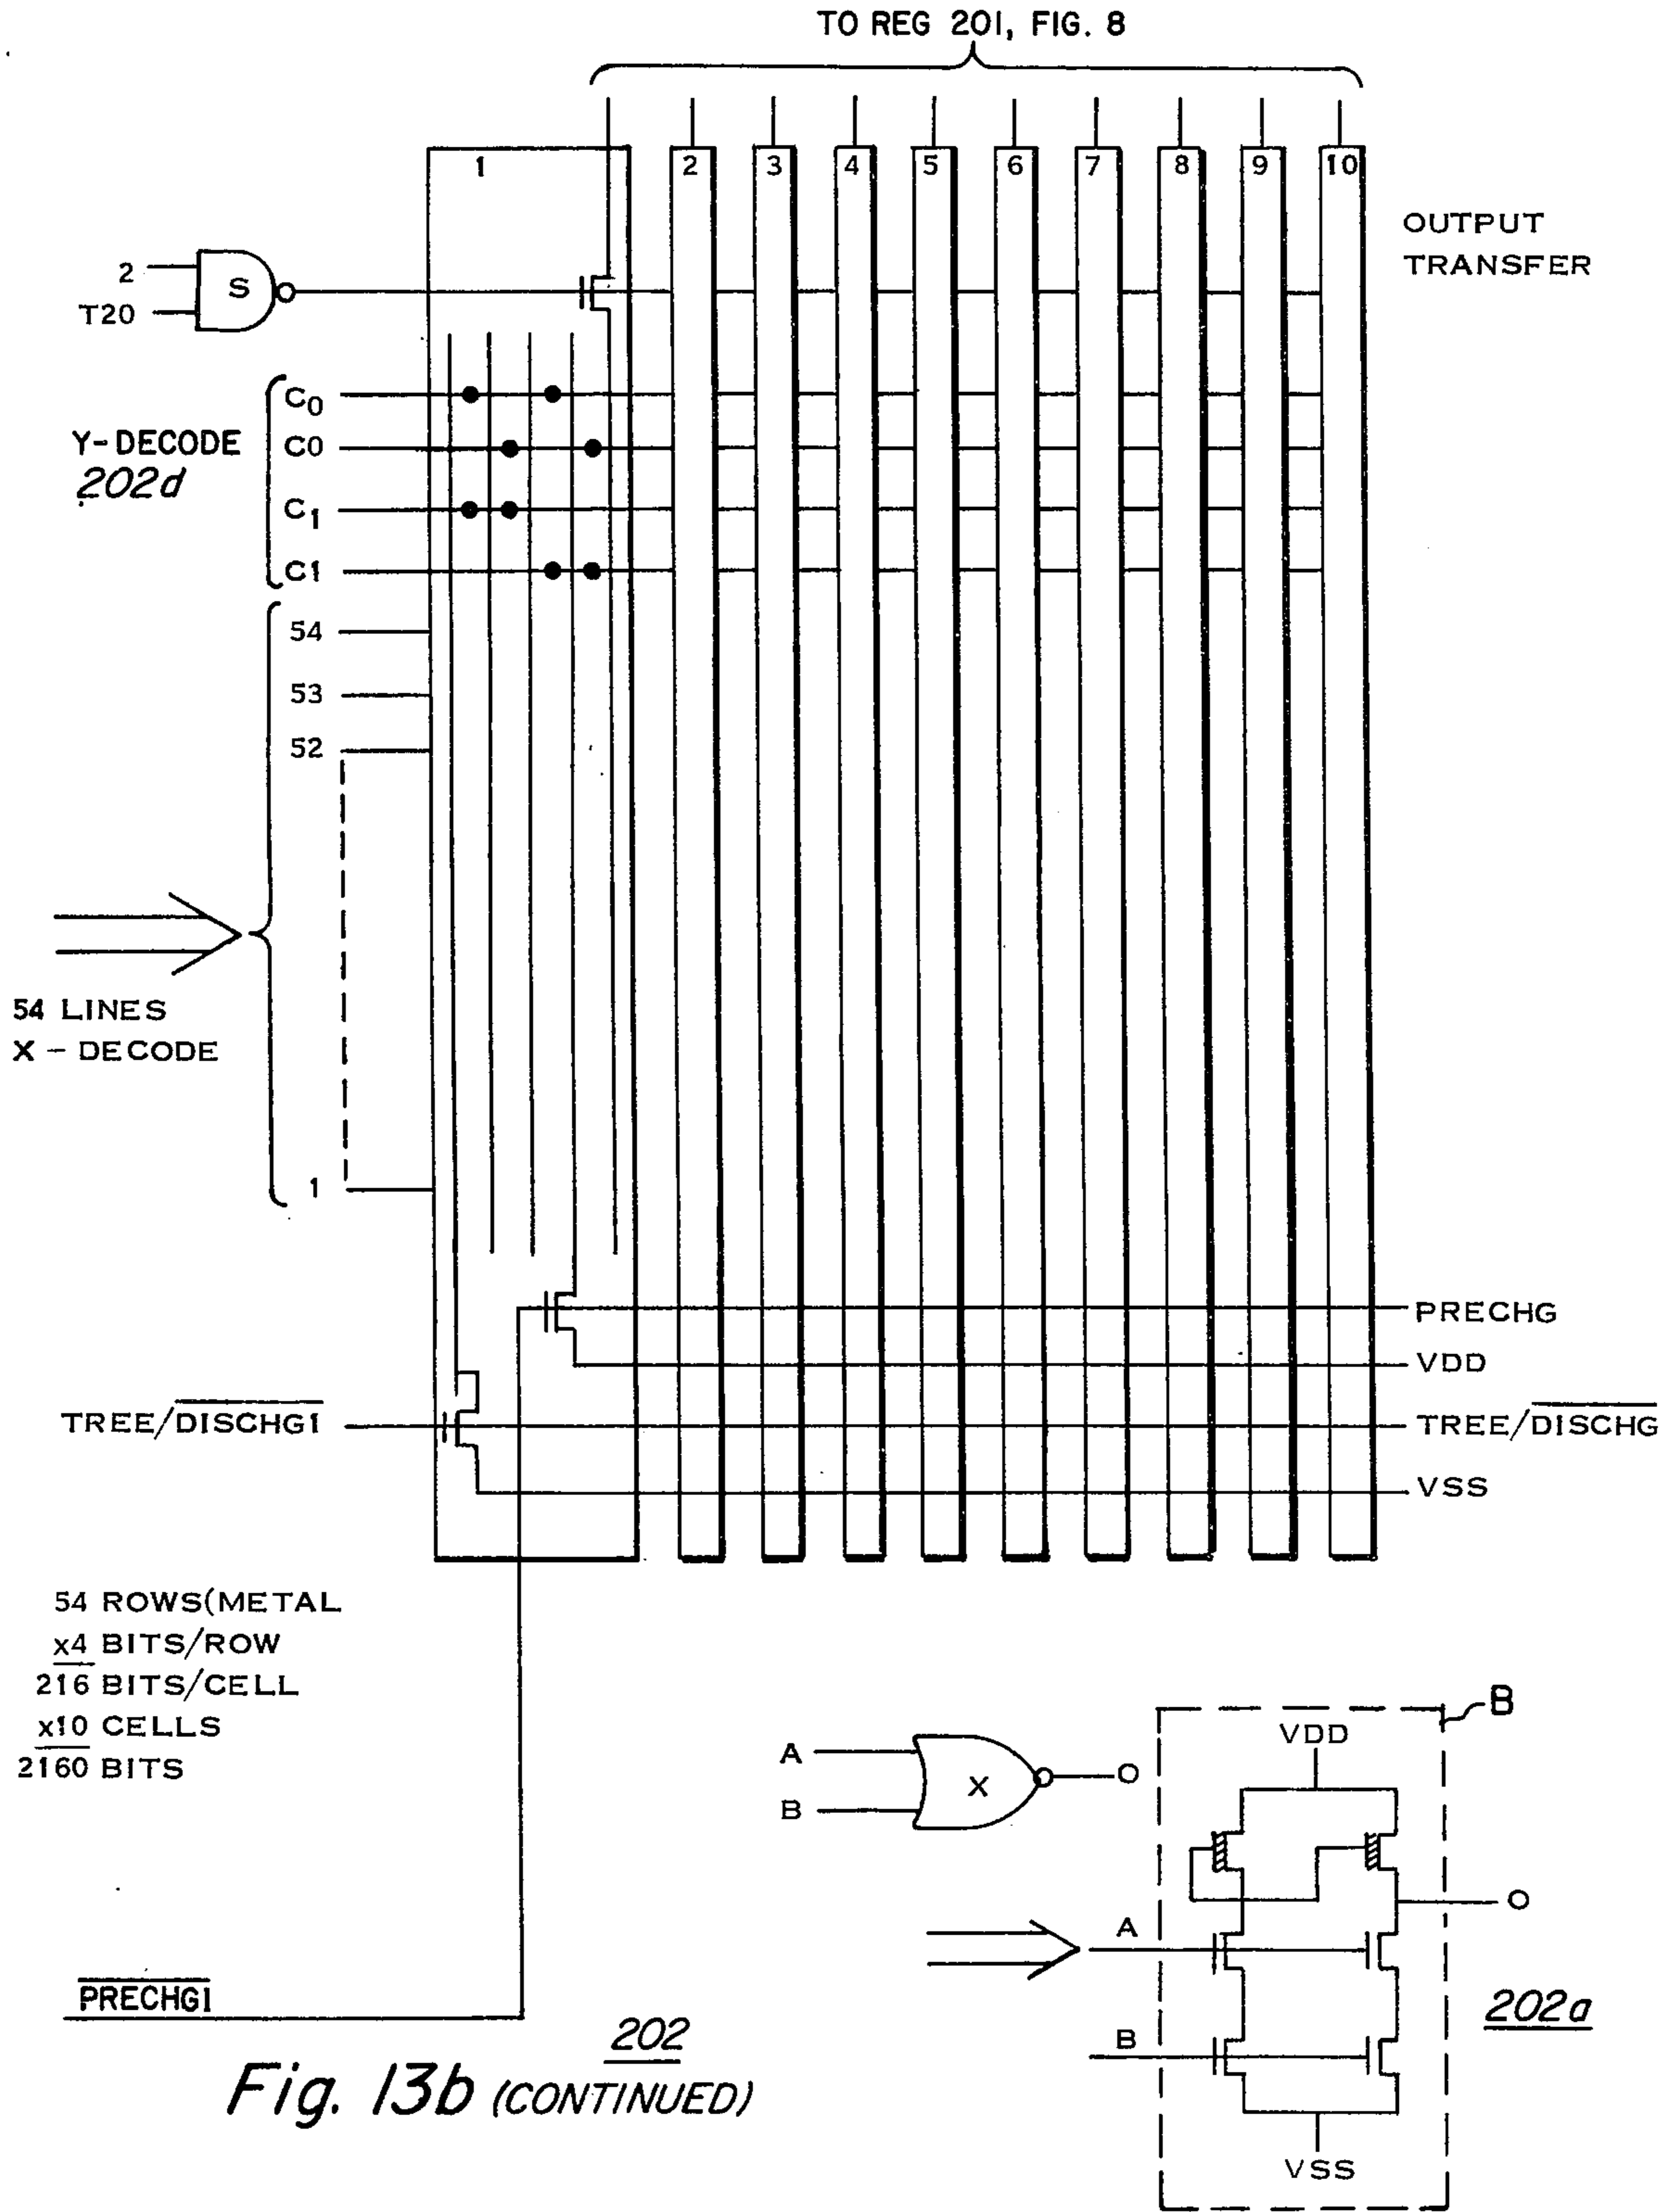 TO REG 201, FIG. 8
1 2 3 4 5 6 7 8 9 10
OUTPUT
TRANSFER
2
T20
S
Y-DECODE
202d
C0
C0
C1
C1
54
53
52
54 LINES
X - DECODE
1
PRECHG
VDD
TREE/DISCHG1
TREE/DISCHG
VSS
54 ROWS(METAL
x4 BITS/ROW
216 BITS/CELL
x10 CELLS
2160 BITS
A
B
X
O
B
VDD
A
B
O
VSS
202a
PRECHG1
202
Fig. 13b (CONTINUED)